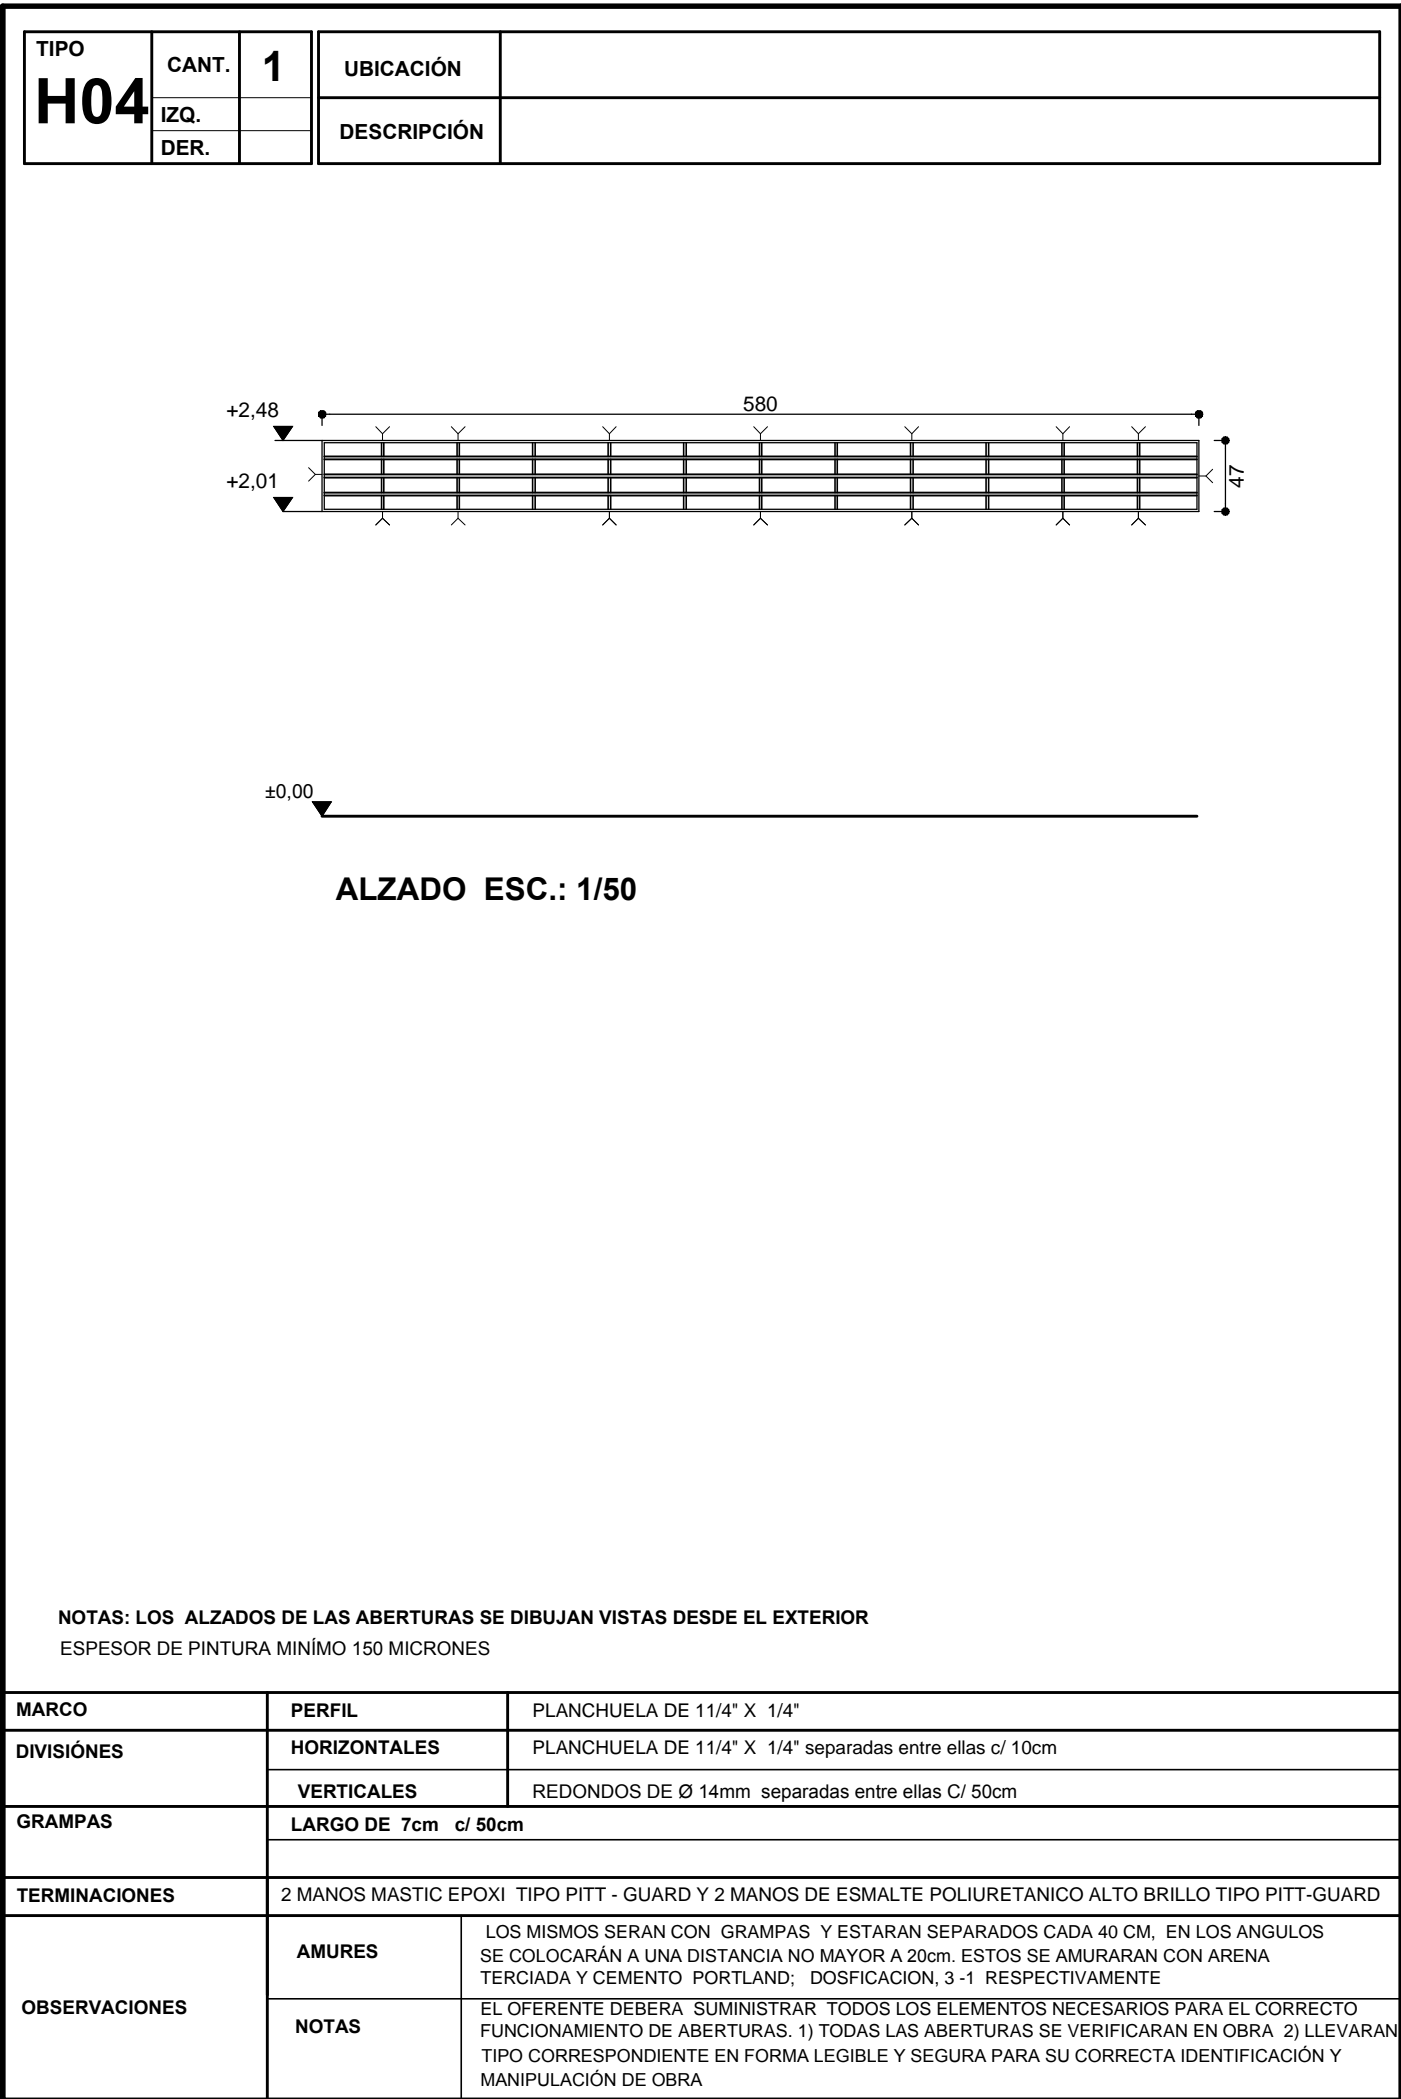 TIPO
H04
CANT. 1
IZQ.
DER.
UBICACIÓN
DESCRIPCIÓN
580
+2,48
+2,01
47
±0,00
ALZADO ESC.: 1/50
NOTAS: LOS ALZADOS DE LAS ABERTURAS SE DIBUJAN VISTAS DESDE EL EXTERIOR
ESPESOR DE PINTURA MINÍMO 150 MICRONES
MARCO PERFIL PLANCHUELA DE 11/4" X 1/4"
DIVISIÓNES HORIZONTALES PLANCHUELA DE 11/4" X 1/4" separadas entre ellas c/ 10cm
VERTICALES REDONDOS DE Ø 14mm separadas entre ellas C/ 50cm
GRAMPAS LARGO DE 7cm c/ 50cm
TERMINACIONES 2 MANOS MASTIC EPOXI TIPO PITT - GUARD Y 2 MANOS DE ESMALTE POLIURETANICO ALTO BRILLO TIPO PITT-GUARD
OBSERVACIONES
AMURES
LOS MISMOS SERAN CON GRAMPAS Y ESTARAN SEPARADOS CADA 40 CM, EN LOS ANGULOS
SE COLOCARÁN A UNA DISTANCIA NO MAYOR A 20cm. ESTOS SE AMURARAN CON ARENA
TERCIADA Y CEMENTO PORTLAND; DOSFICACION, 3 -1 RESPECTIVAMENTE
NOTAS
EL OFERENTE DEBERA SUMINISTRAR TODOS LOS ELEMENTOS NECESARIOS PARA EL CORRECTO
FUNCIONAMIENTO DE ABERTURAS. 1) TODAS LAS ABERTURAS SE VERIFICARAN EN OBRA 2) LLEVARAN
TIPO CORRESPONDIENTE EN FORMA LEGIBLE Y SEGURA PARA SU CORRECTA IDENTIFICACIÓN Y
MANIPULACIÓN DE OBRA